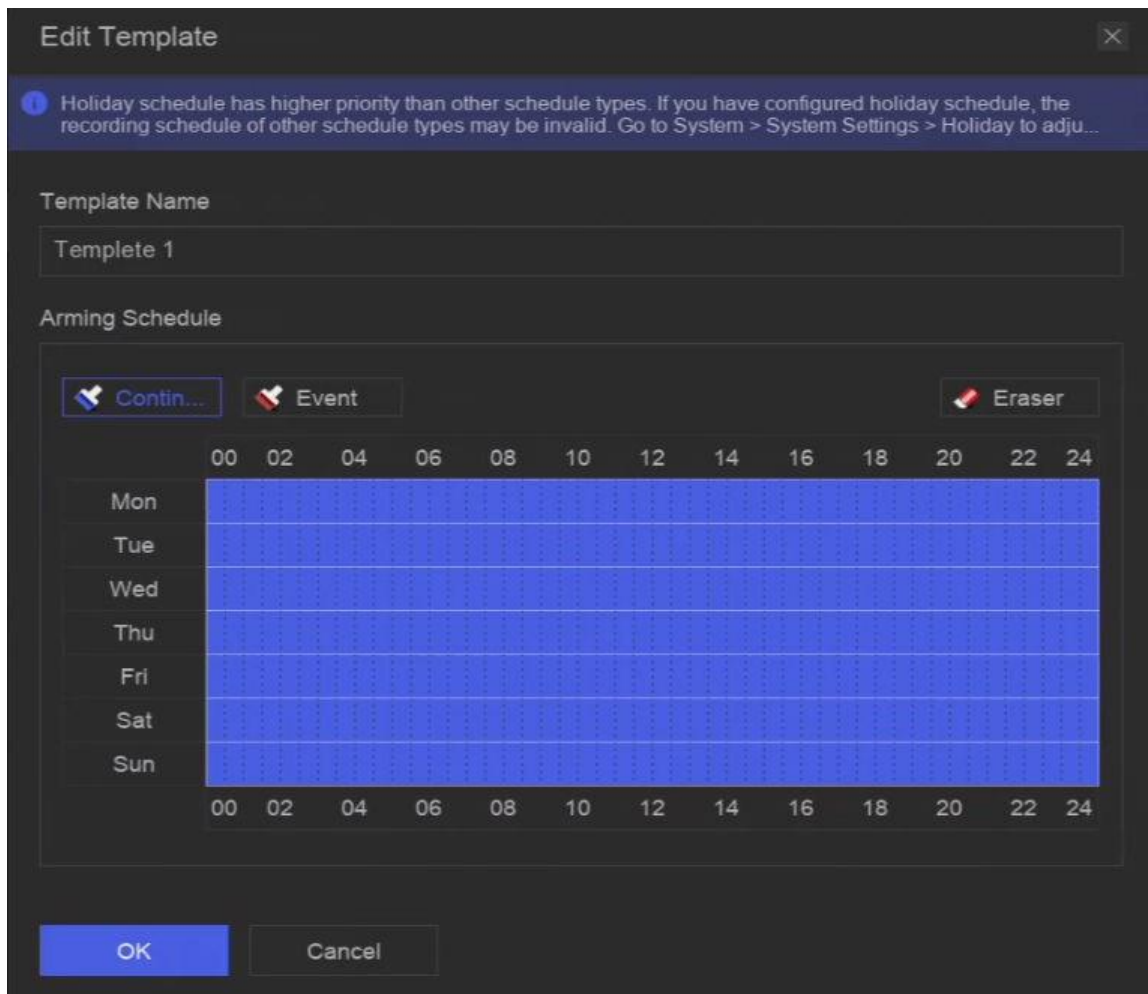 Edit Template
Holiday schedule has higher priority than other schedule types. If you have configured holiday schedule, the
recording schedule of other schedule types may be invalid. Go to System > System Settings > Holiday to adju...
Template Name
Templete 1
Arming Schedule
Contin... Event Eraser
00 02 04 06 08 10 12 14 16 18 20 22 24
Mon
Tue
Wed
Thu
Fri
Sat
Sun
00 02 04 06 08 10 12 14 16 18 20 22 24
OK Cancel